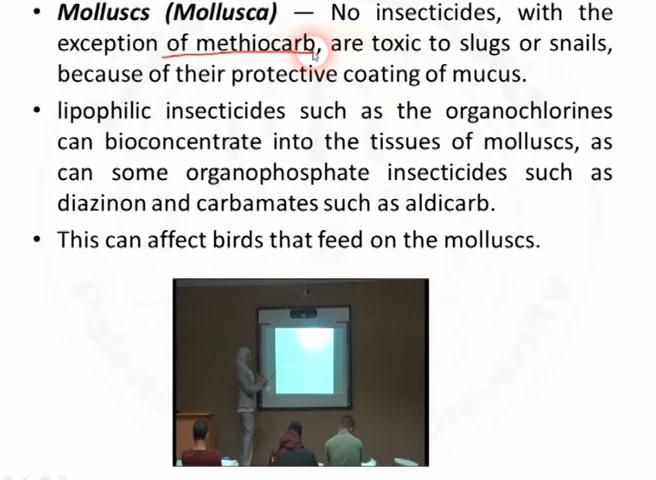 • Molluscs (Mollusca) — No insecticides, with the
exception of methiocarb, are toxic to slugs or snails,
because of their protective coating of mucus.
• lipophilic insecticides such as the organochlorines
can bioconcentrate into the tissues of molluscs, as
can some organophosphate insecticides such as
diazinon and carbamates such as aldicarb.
• This can affect birds that feed on the molluscs.